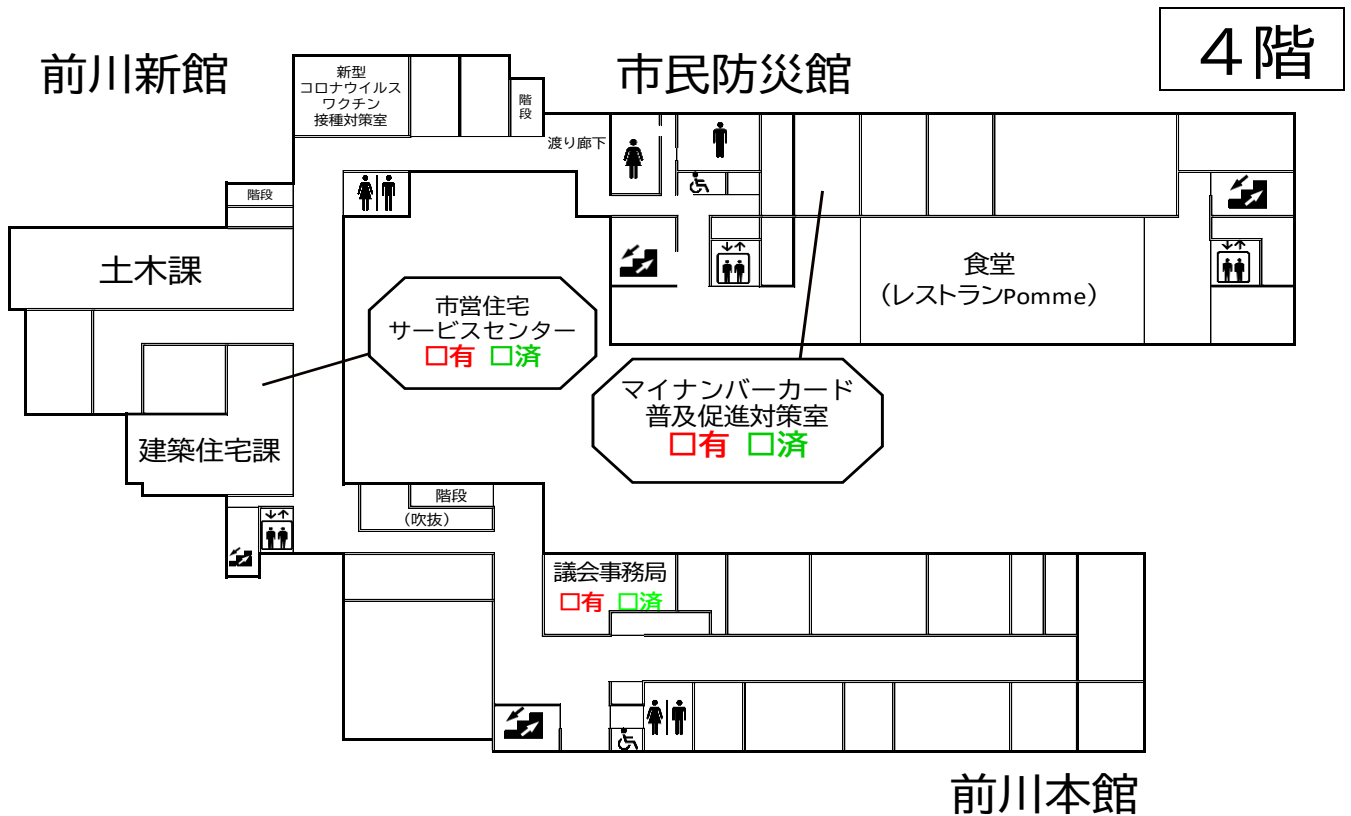 4階
前川新館
市民防災館
新型
コロナウイルス
ワクチン
接種対策室
階段
渡り廊下
階段
土木課
食堂
（レストランPomme）
市営住宅
サービスセンター
□有 □済
マイナンバーカード
普及促進対策室
□有 □済
建築住宅課
階段
（吹抜）
議会事務局
□有 □済
前川本館